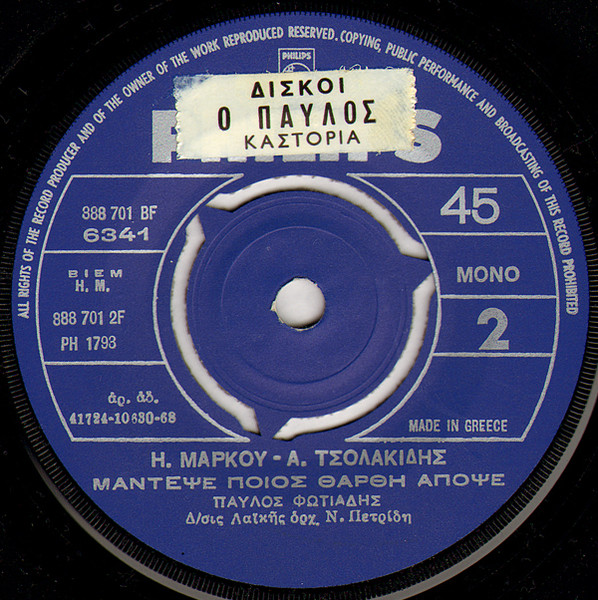 ALL RIGHTS OF THE RECORD PRODUCER AND OF THE OWNER OF THE WORK REPRODUCED RESERVED. COPYING, PUBLIC PERFORMANCE AND BROADCASTING OF THIS RECORD PROHIBITED
PHILIPS
ΔΙΣΚΟΙ
Ο ΠΑΥΛΟΣ
ΚΑΣΤΟΡΙΑ
888 701 BF
6341
45
BIEM
H. M.
MONO
888 701 2F
PH 1793
2
ἀρ. ἀδ.
41724-10630-68
MADE IN GREECE
Η. ΜΑΡΚΟΥ - Α. ΤΣΟΛΑΚΙΔΗΣ
ΜΑΝΤΕΨΕ ΠΟΙΟΣ ΘΑΡΘΗ ΑΠΟΨΕ
ΠΑΥΛΟΣ ΦΩΤΙΑΔΗΣ
Δ/σις Λαϊκῆς ὀρχ. Ν. Πετρίδη